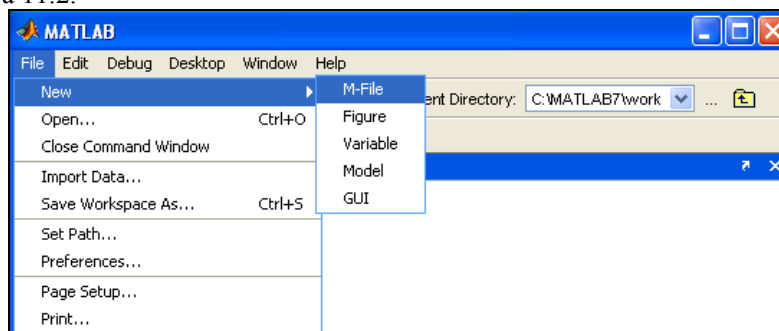 a 11.2.
MATLAB
File Edit Debug Desktop Window Help
New M-File ent Directory: C:\MATLAB7\work ...
Open... Ctrl+O Figure
Close Command Window Variable
Import Data... Model
Save Workspace As... Ctrl+S GUI
Set Path...
Preferences...
Page Setup...
Print...